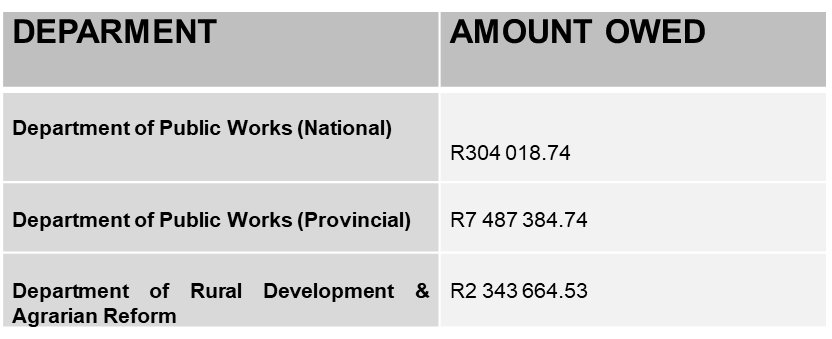 DEPARMENT AMOUNT OWED
Department of Public Works (National)
R304 018.74
Department of Public Works (Provincial) R7 487 384.74
Department of Rural Development & R2 343 664.53
Agrarian Reform